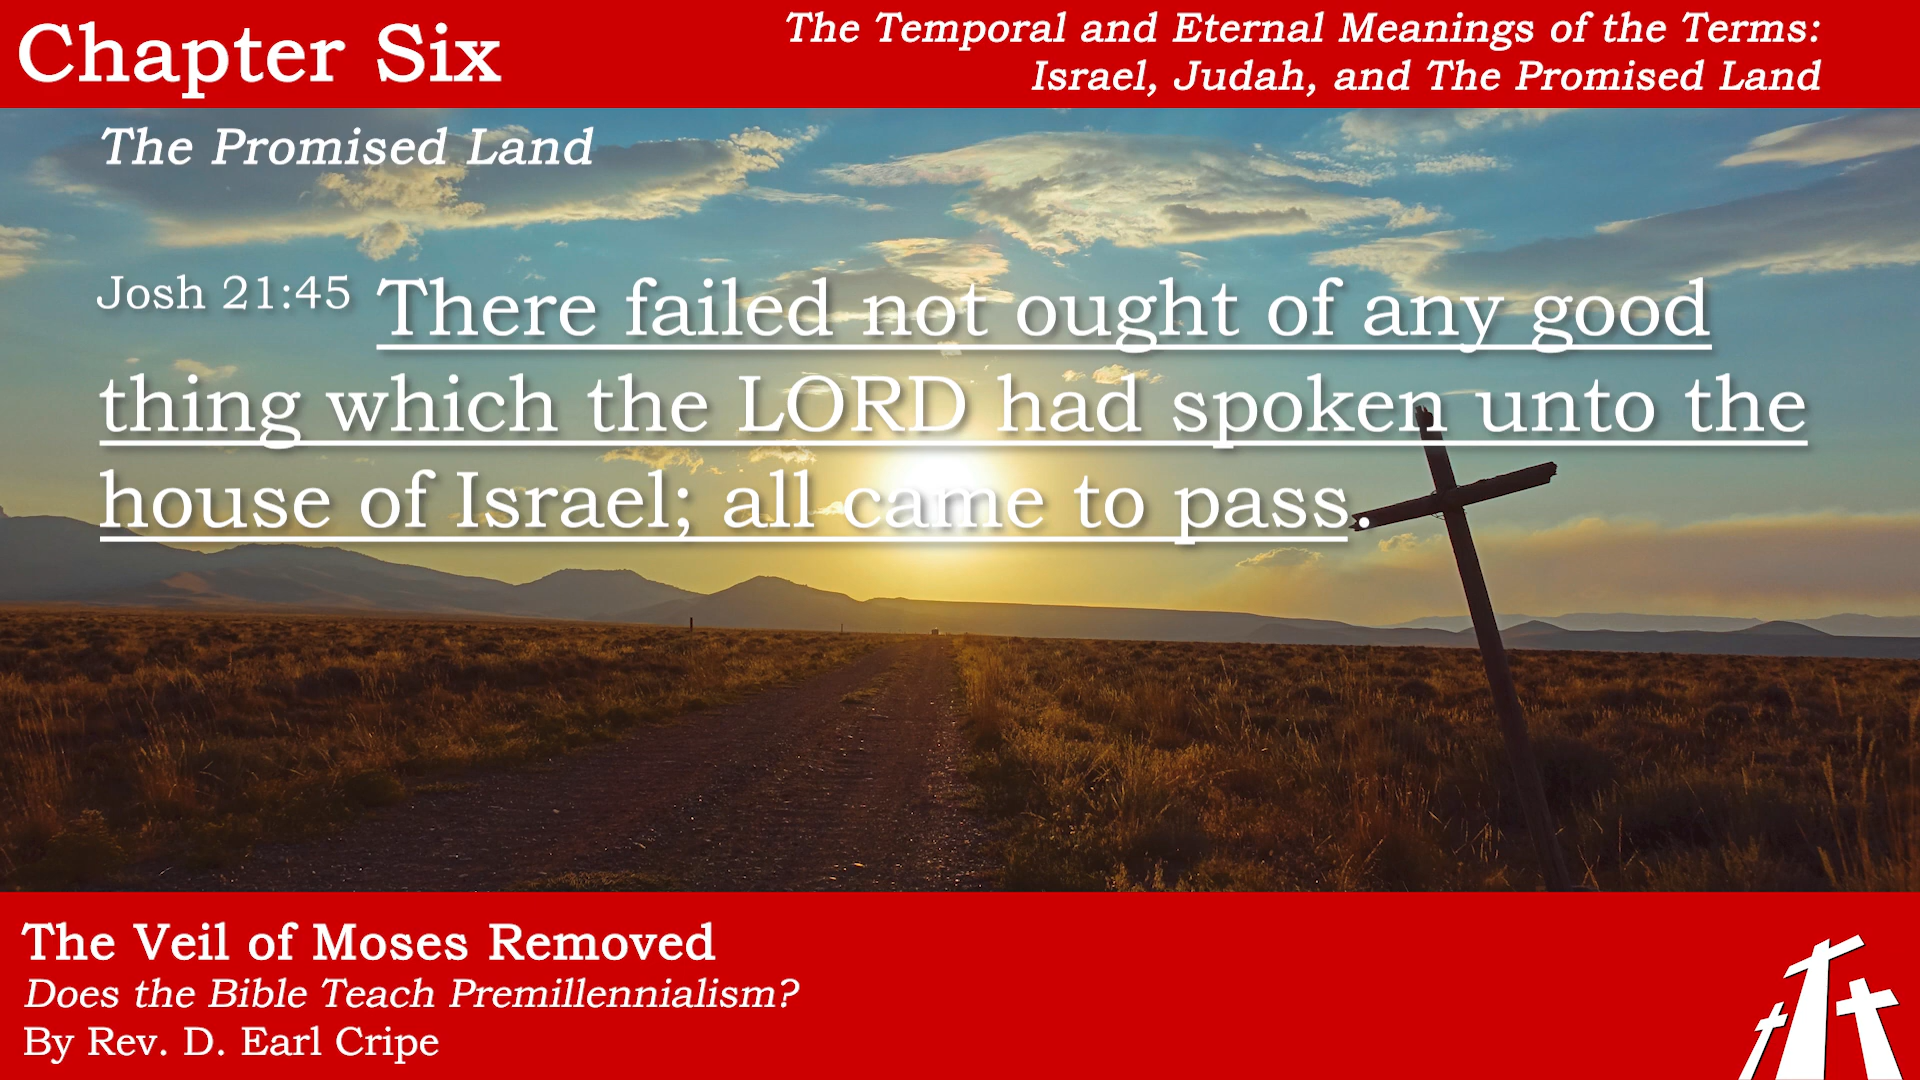 Chapter Six
The Temporal and Eternal Meanings of the Terms:
Israel, Judah, and The Promised Land
The Promised Land
Josh 21:45 There failed not ought of any good
thing which the LORD had spoken unto the
house of Israel; all came to pass.
The Veil of Moses Removed
Does the Bible Teach Premillennialism?
By Rev. D. Earl Cripe